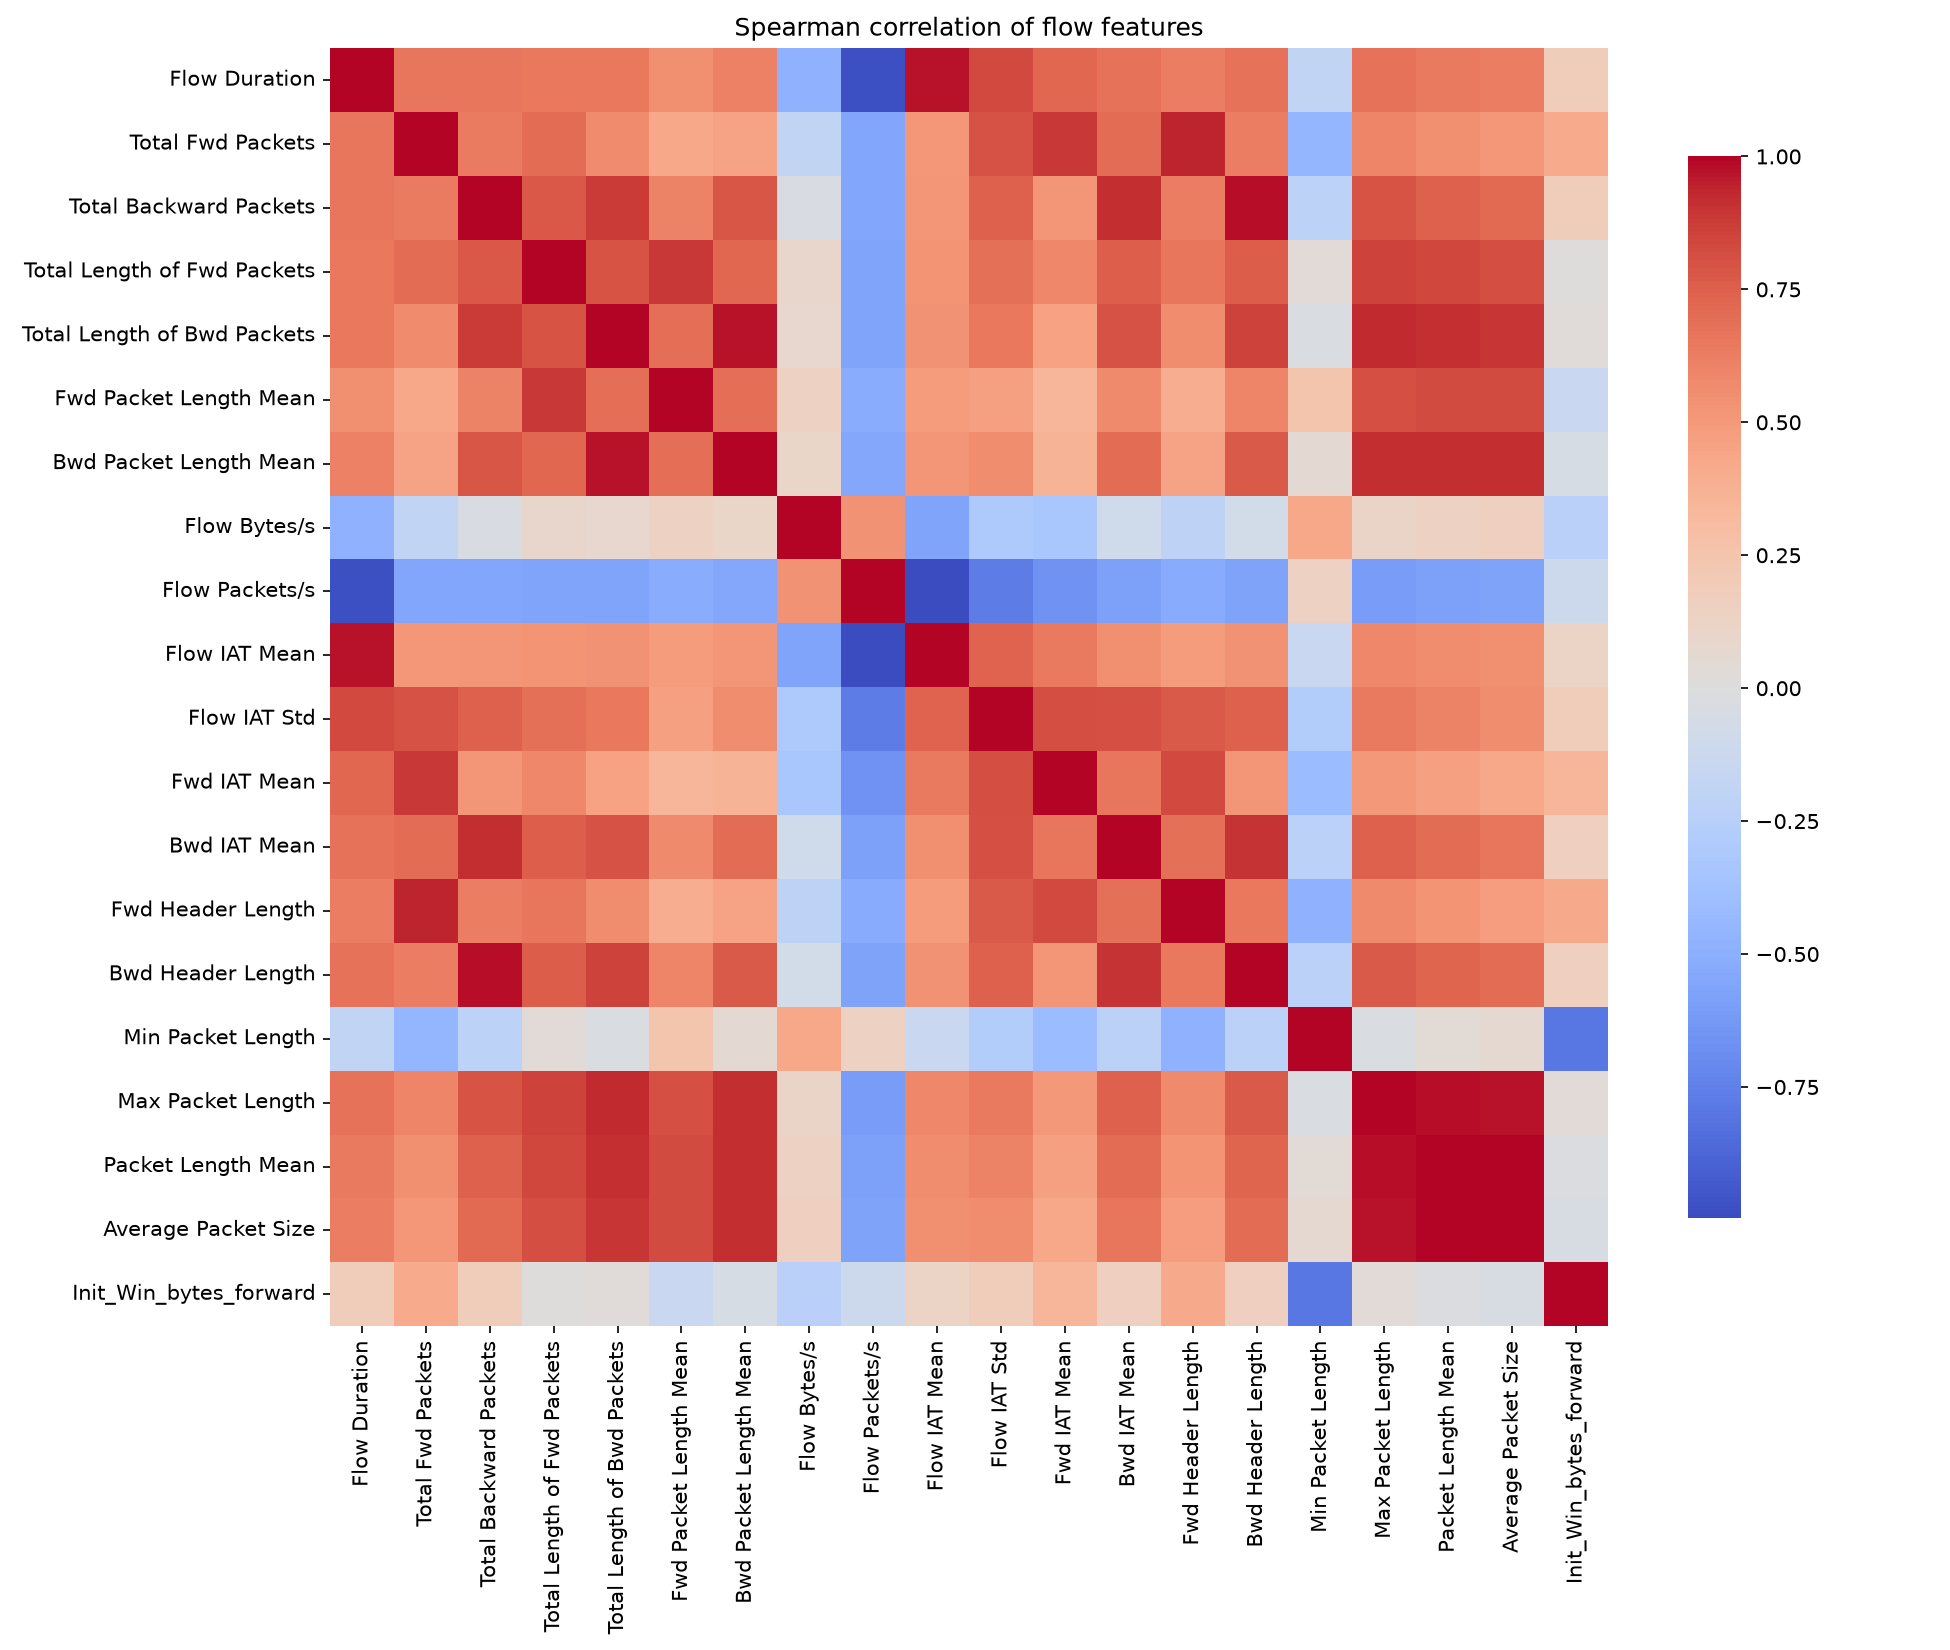 Spearman correlation of flow features
Flow Duration
Total Fwd Packets
Total Backward Packets
Total Length of Fwd Packets
Total Length of Bwd Packets
Fwd Packet Length Mean
Bwd Packet Length Mean
Flow Bytes/s
Flow Packets/s
Flow IAT Mean
Flow IAT Std
Fwd IAT Mean
Bwd IAT Mean
Fwd Header Length
Bwd Header Length
Min Packet Length
Max Packet Length
Packet Length Mean
Average Packet Size
Init_Win_bytes_forward
Flow Duration
Total Fwd Packets
Total Backward Packets
Total Length of Fwd Packets
Total Length of Bwd Packets
Fwd Packet Length Mean
Bwd Packet Length Mean
Flow Bytes/s
Flow Packets/s
Flow IAT Mean
Flow IAT Std
Fwd IAT Mean
Bwd IAT Mean
Fwd Header Length
Bwd Header Length
Min Packet Length
Max Packet Length
Packet Length Mean
Average Packet Size
Init_Win_bytes_forward
1.00
0.75
0.50
0.25
0.00
−0.25
−0.50
−0.75